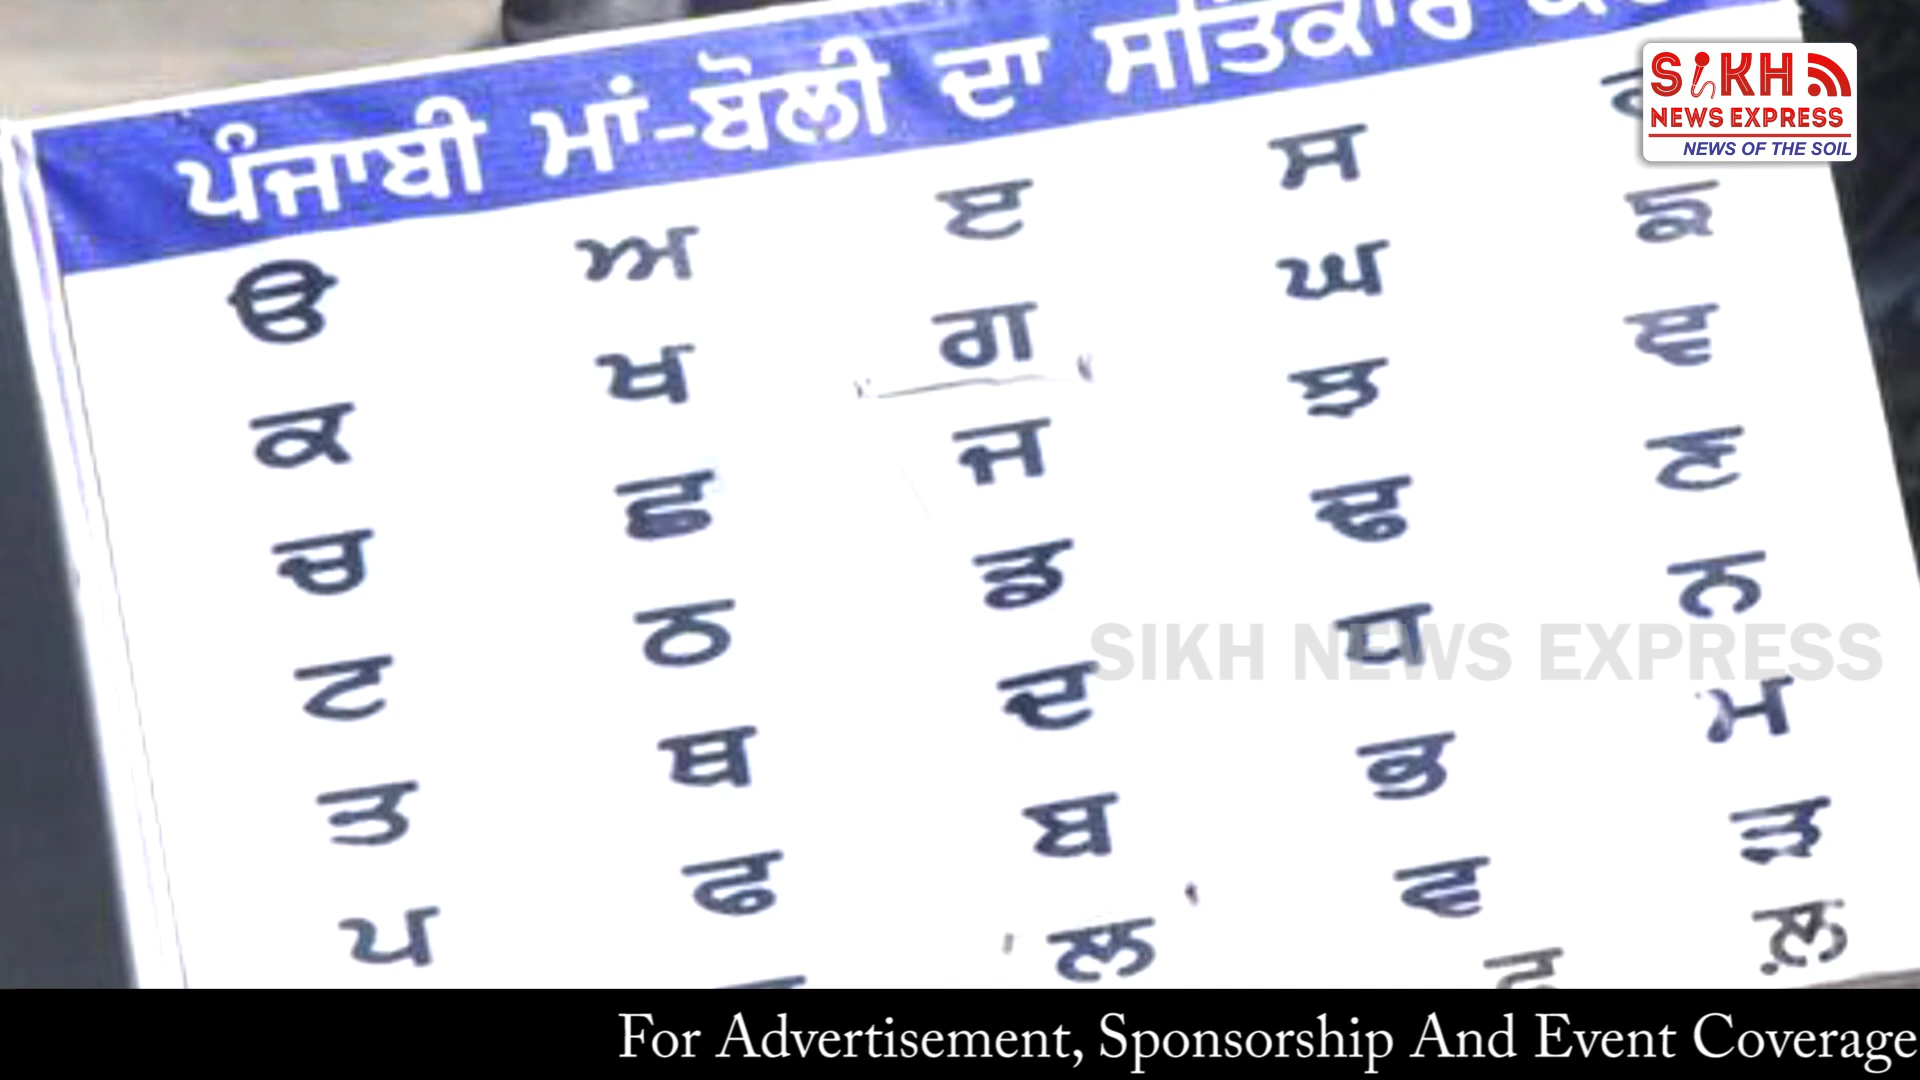 ਪੰਜਾਬੀ ਮਾਂ-ਬੋਲੀ ਦਾ ਸਤਿਕਾਰ
SIKH
NEWS EXPRESS
NEWS OF THE SOIL
ੳ ਅ ੲ ਸ
ਕ ਖ ਗ ਘ ਙ
ਚ ਛ ਜ ਝ ਞ
ਟ ਠ ਡ ਢ ਣ
ਤ ਥ ਦ ਧ ਨ
ਪ ਫ ਬ ਭ ਮ
ਲ ਵ ੜ
ਲ਼
SIKH NEWS EXPRESS
For Advertisement, Sponsorship And Event Coverage